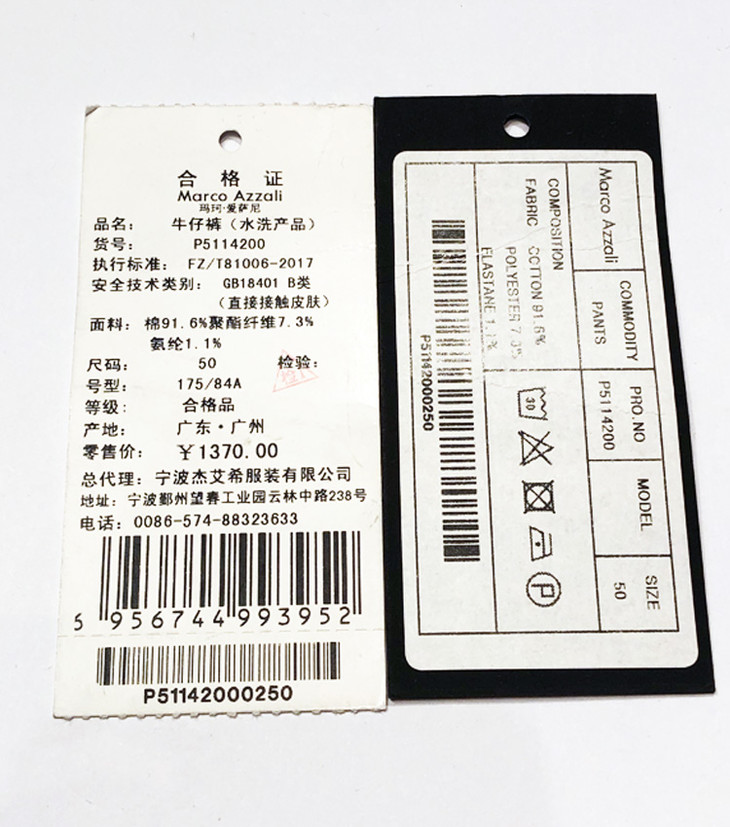 合格证
Marco Azzali
玛珂·爱萨尼
品名： 牛仔裤（水洗产品）
货号： P5114200
执行标准： FZ/T81006-2017
安全技术类别： GB18401 B类
（直接接触皮肤）
面料： 棉91.6%聚酯纤维7.3%
氨纶1.1%
尺码： 50 检验：
号型： 175/84A
等级： 合格品
产地： 广东·广州
零售价： ￥1370.00
总代理：宁波杰艾希服装有限公司
地址：宁波鄞州望春工业园云林中路238号
电话：0086-574-88323633
6 956744 993952
P51142000250
Marco Azzali
COMMODITY
PANTS
PRO.NO
P5114200
MODEL
SIZE
50
COMPOSITION
FABRIC COTTON 91.6%
POLYESTER 7.3%
ELASTANE 1.1%
30
P
P51142000250